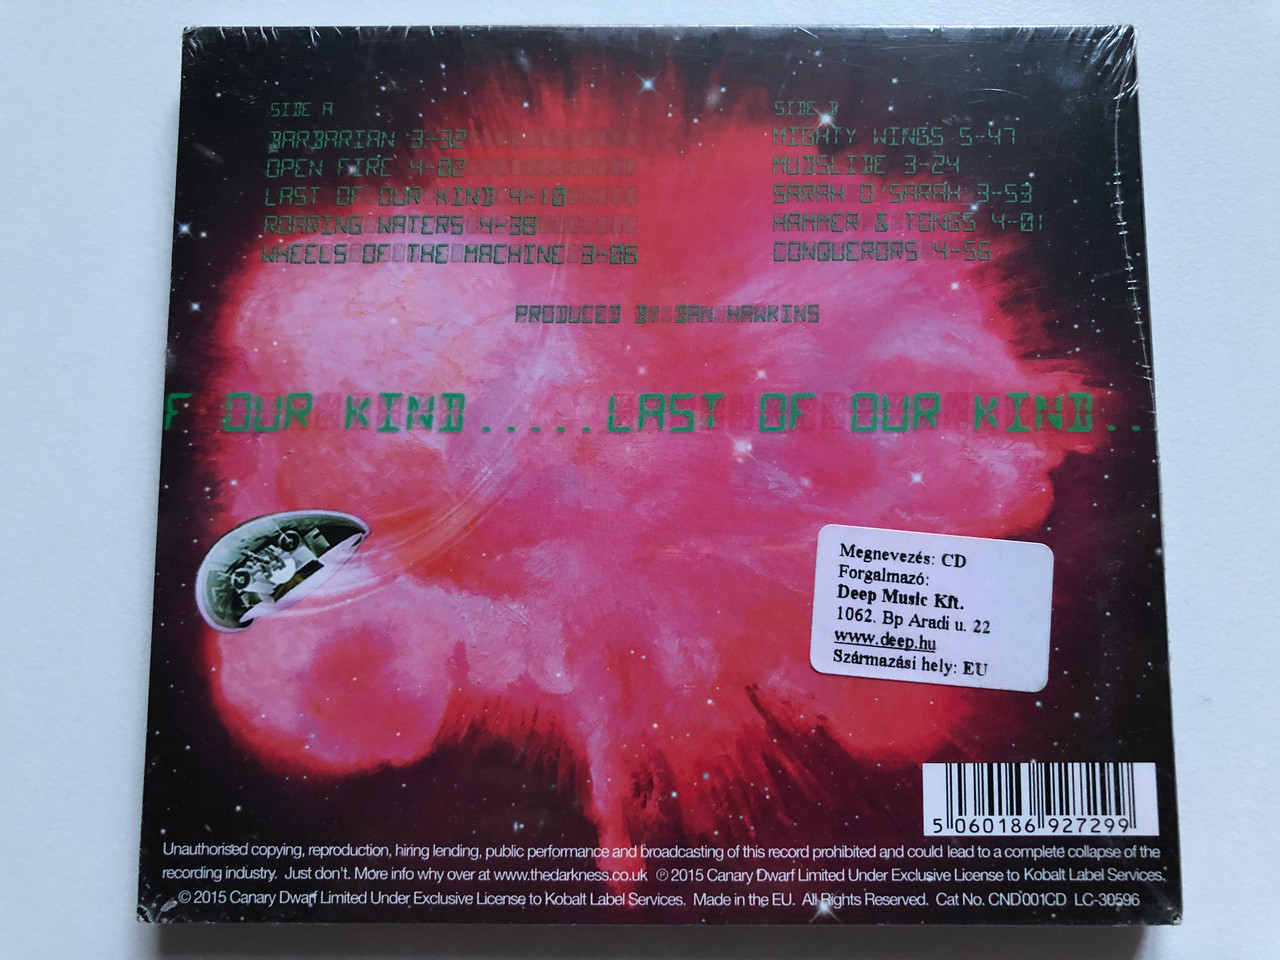 SIDE A
BARBARIAN 3-32
OPEN FIRE 4-02
LAST OF OUR KIND 4-10
ROARING WATERS 4-38
WHEELS OF THE MACHINE 3-06
SIDE B
MIGHTY WINGS 5-47
MUDSLIDE 3-24
SARAH O'SARAH 3-53
HAMMER & TONGS 4-01
CONQUERORS 4-56
PRODUCED BY DAN HAWKINS
F OUR KIND.....LAST OF OUR KIND..
Megnevezés: CD
Forgalmazó:
Deep Music Kft.
1062. Bp Aradi u. 22
www.deep.hu
Származási hely: EU
5 060186 927299
Unauthorised copying, reproduction, hiring lending, public performance and broadcasting of this record prohibited and could lead to a complete collapse of the
recording industry. Just don't. More info why over at www.thedarkness.co.uk ℗ 2015 Canary Dwarf Limited Under Exclusive License to Kobalt Label Services.
© 2015 Canary Dwarf Limited Under Exclusive License to Kobalt Label Services. Made in the EU. All Rights Reserved. Cat No. CND001CD LC-30596